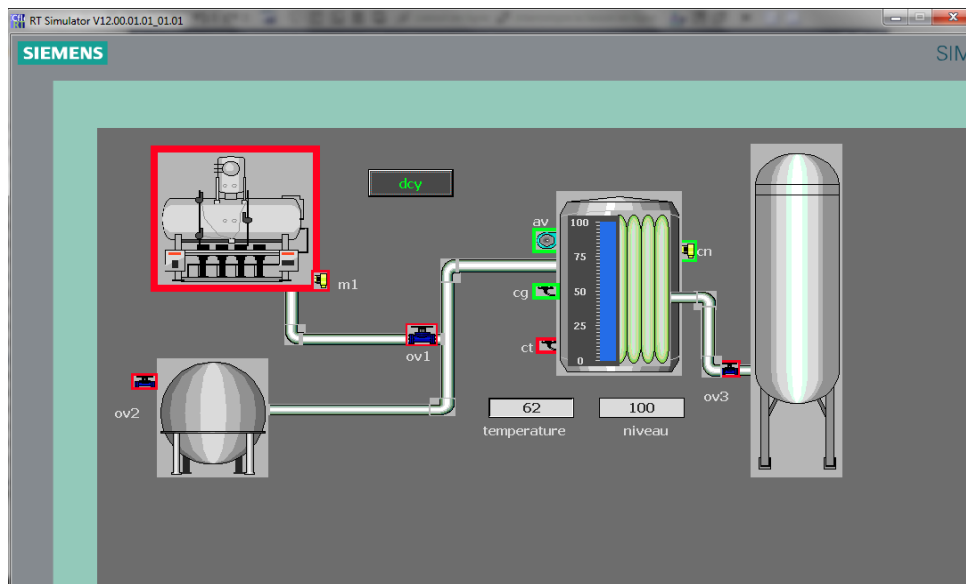 RT Simulator V12.00.01.01_01.01
SIEMENS
SIM
dcy
av
100
75
50
25
0
cn
cg
ct
m1
ov1
ov2
ov3
62
100
temperature
niveau